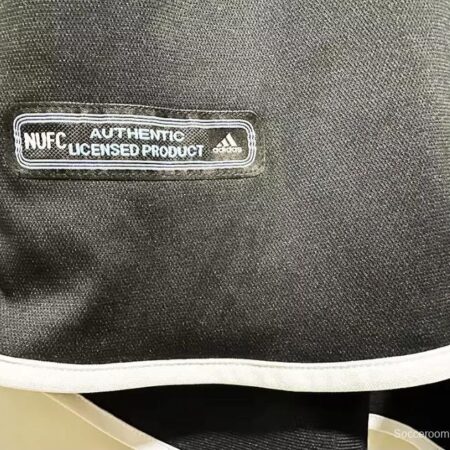 NUFC
AUTHENTIC
LICENSED PRODUCT
adidas
Socceroom